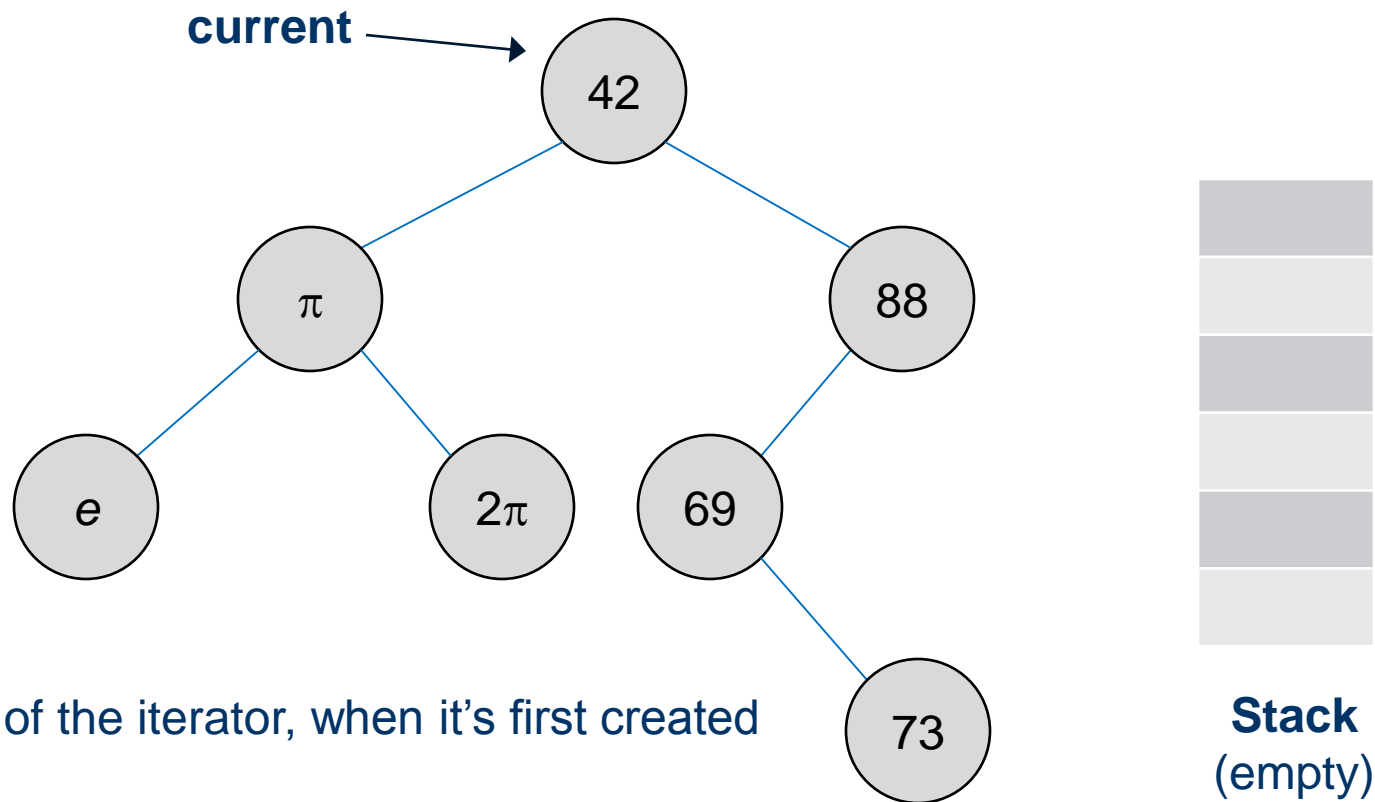 current
42
π
88
e
2π
69
of the iterator, when it’s first created
73
Stack
(empty)